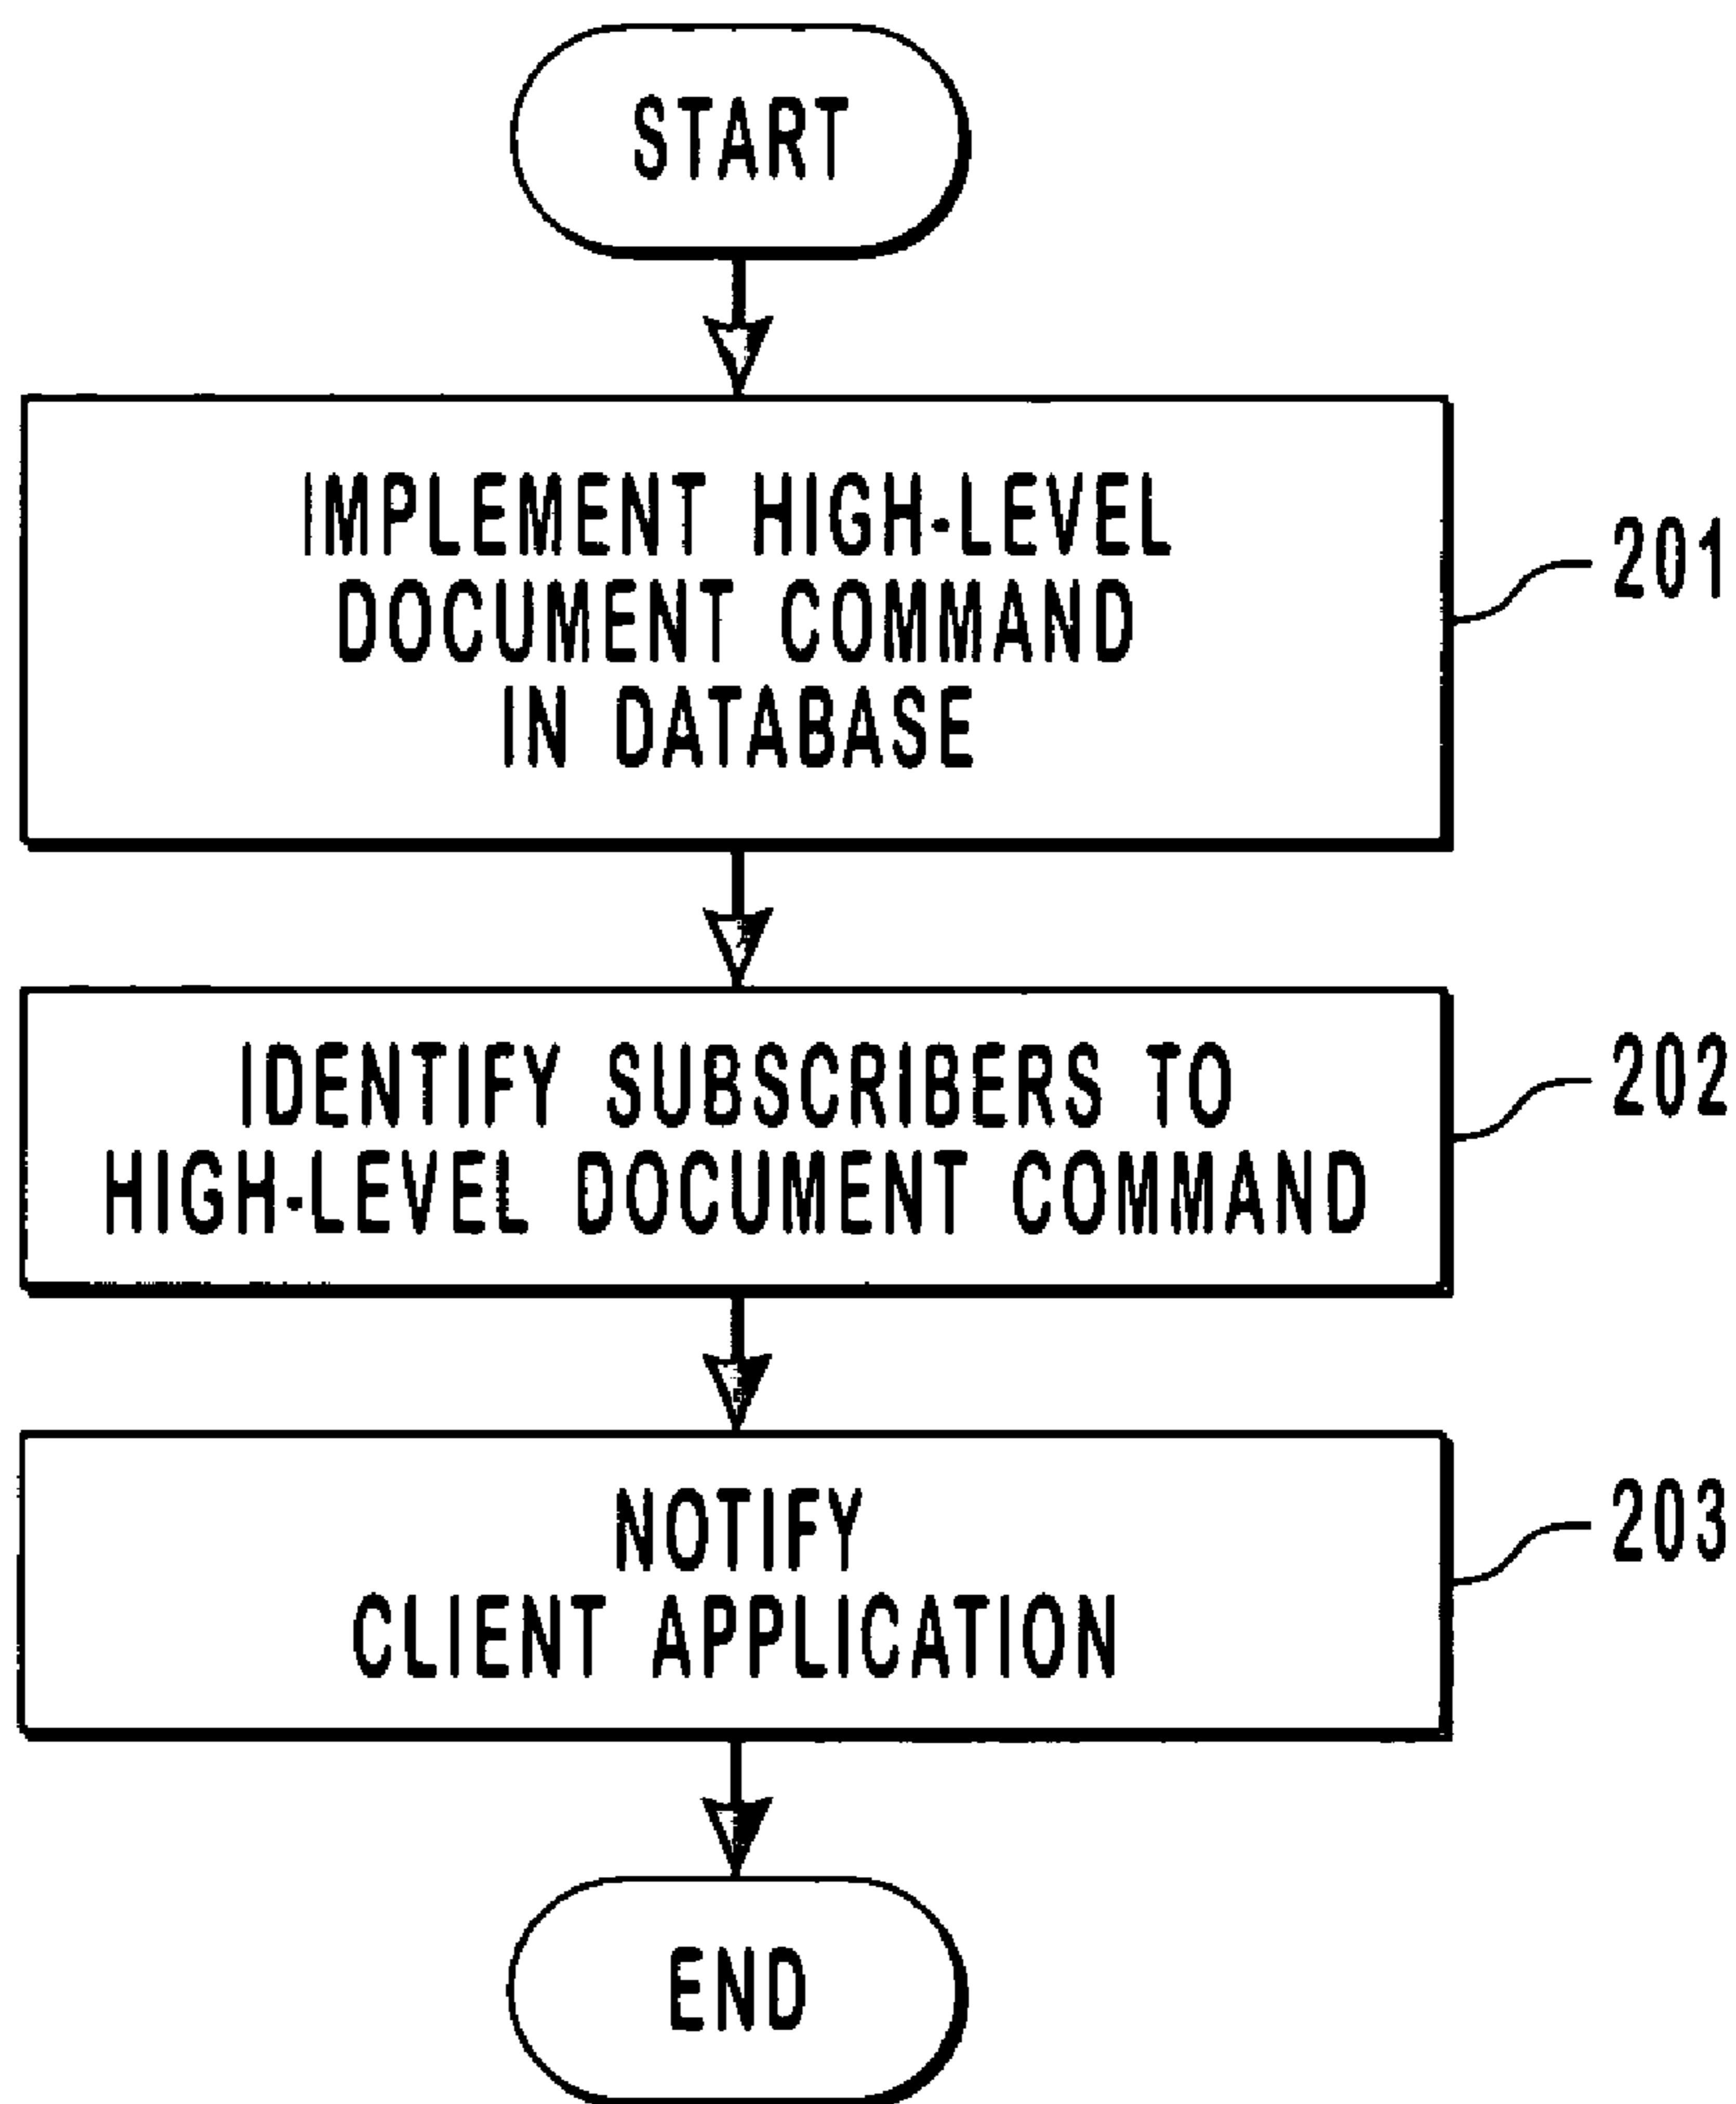 START
IMPLEMENT HIGH-LEVEL
DOCUMENT COMMAND
IN DATABASE
201
IDENTIFY SUBSCRIBERS TO
HIGH-LEVEL DOCUMENT COMMAND
202
NOTIFY
CLIENT APPLICATION
203
END